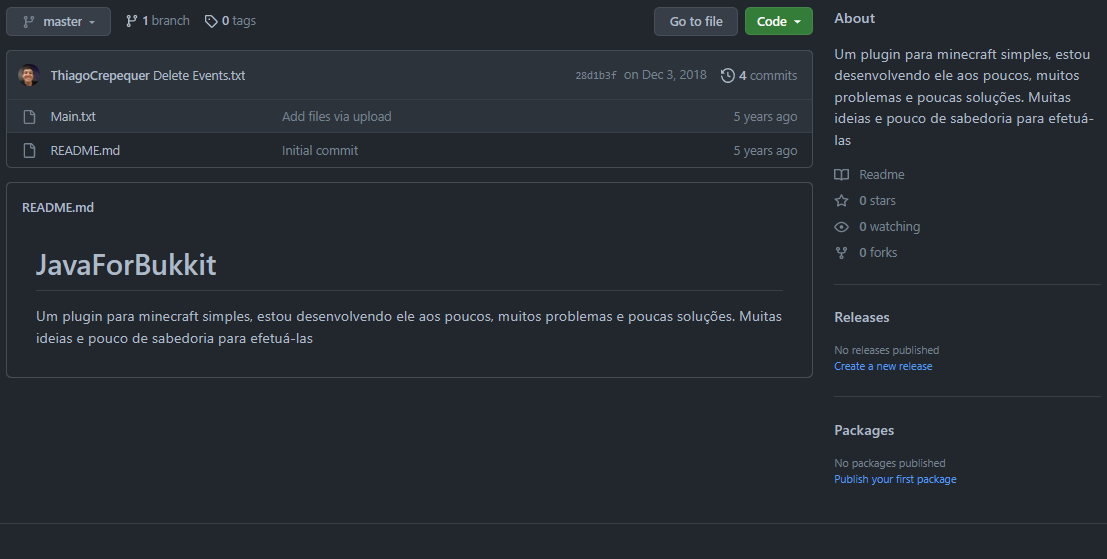 master 1 branch 0 tags Go to file Code
ThiagoCrepequer Delete Events.txt 28d1b3f on Dec 3, 2018 4 commits
Main.txt Add files via upload 5 years ago
README.md Initial commit 5 years ago
README.md
JavaForBukkit
Um plugin para minecraft simples, estou desenvolvendo ele aos poucos, muitos problemas e poucas soluções. Muitas
ideias e pouco de sabedoria para efetuá-las
About
Um plugin para minecraft simples, estou
desenvolvendo ele aos poucos, muitos
problemas e poucas soluções. Muitas
ideias e pouco de sabedoria para efetuá-
las
Readme
0 stars
0 watching
0 forks
Releases
No releases published
Create a new release
Packages
No packages published
Publish your first package